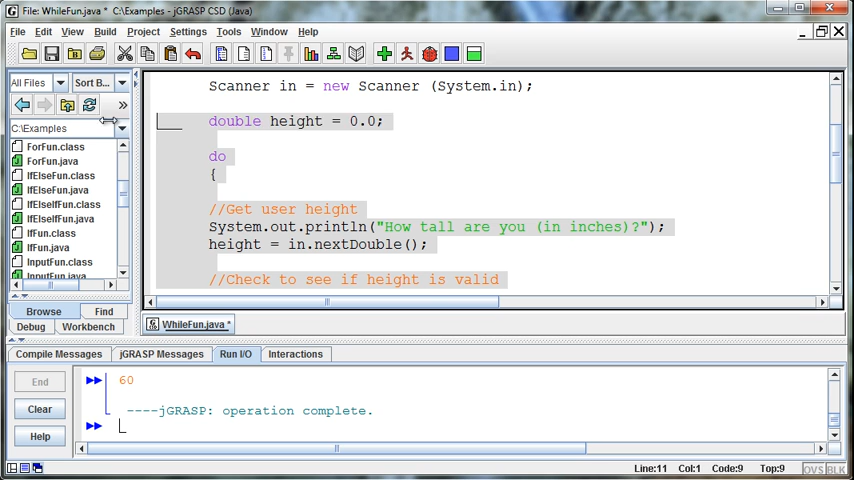 File: WhileFun.java * C:\Examples - jGRASP CSD (Java)
File Edit View Build Project Settings Tools Window Help
All Files Sort B...
C:\Examples
ForFun.class
ForFun.java
IfElseFun.class
IfElseFun.java
IfElseIfFun.class
IfElseIfFun.java
IfFun.class
IfFun.java
InputFun.class
InputFun.java
Browse Find
Debug Workbench
Scanner in = new Scanner (System.in);
double height = 0.0;
do
{
//Get user height
System.out.println("How tall are you (in inches)?");
height = in.nextDouble();
//Check to see if height is valid
WhileFun.java *
Compile Messages jGRASP Messages Run I/O Interactions
End
Clear
Help
60
----jGRASP: operation complete.
Line:11 Col:1 Code:9 Top:9 OVS BLK